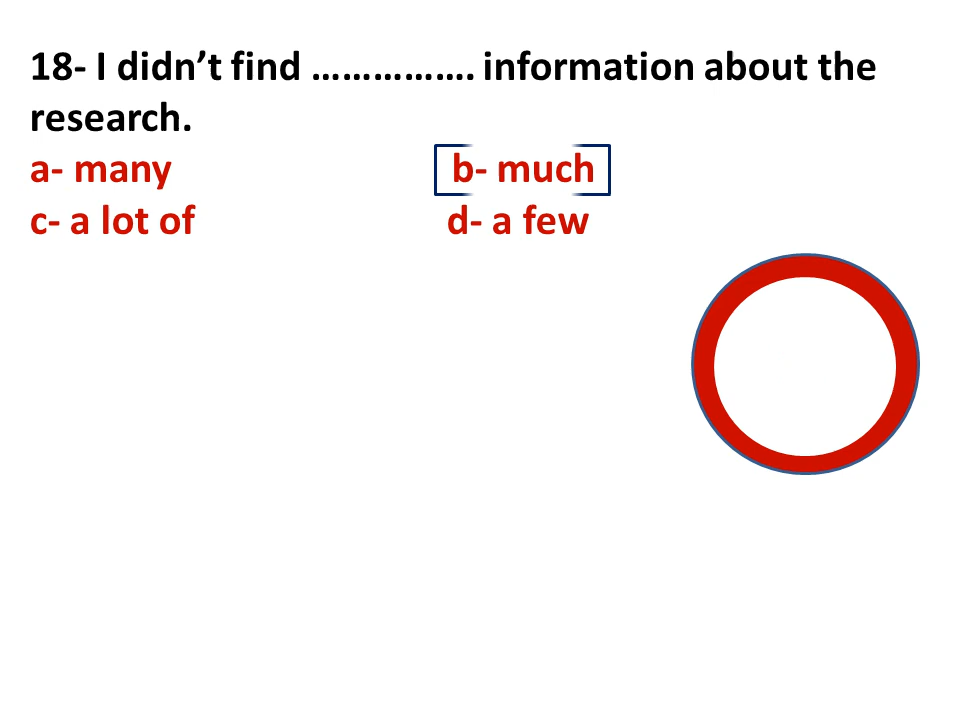 18- I didn’t find ……………. information about the
research.
a- many b- much
c- a lot of d- a few